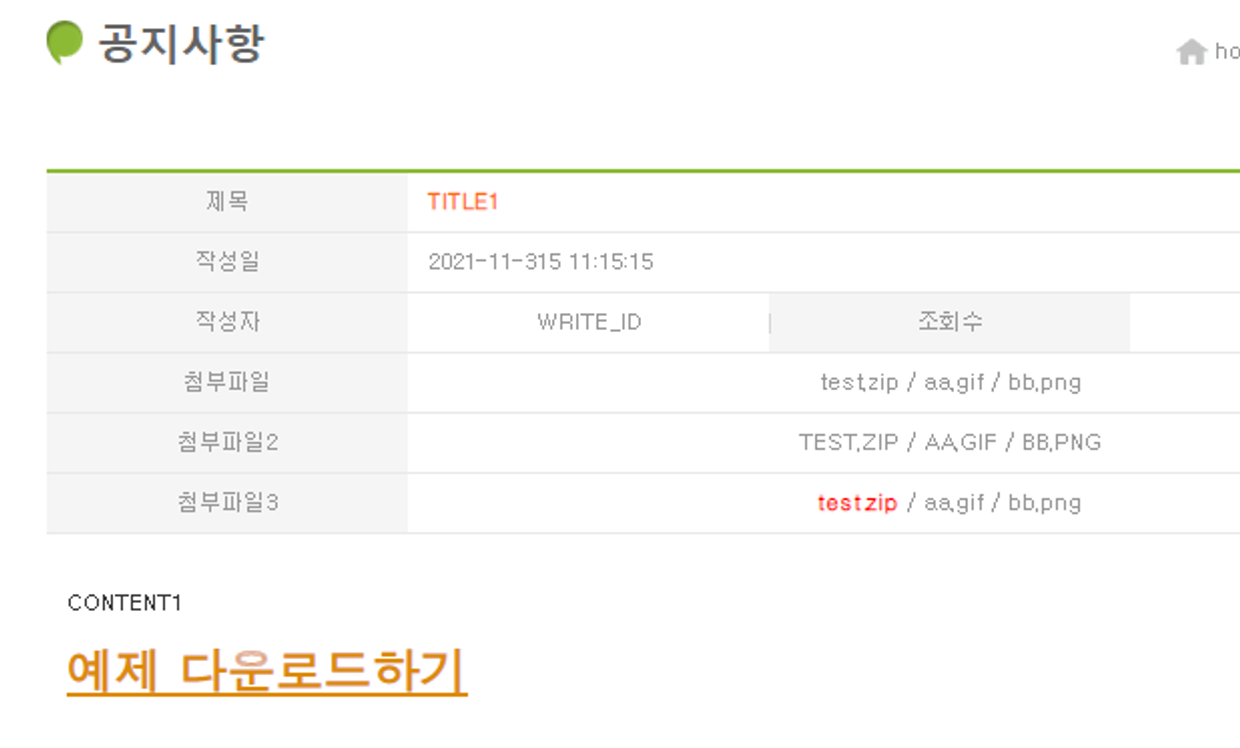 공지사항
ho
제목 TITLE1
작성일 2021-11-315 11:15:15
작성자 WRITE_ID | 조회수
첨부파일 test.zip / aa.gif / bb.png
첨부파일2 TEST.ZIP / AA.GIF / BB.PNG
첨부파일3 test.zip / aa.gif / bb.png
CONTENT1
예제 다운로드하기